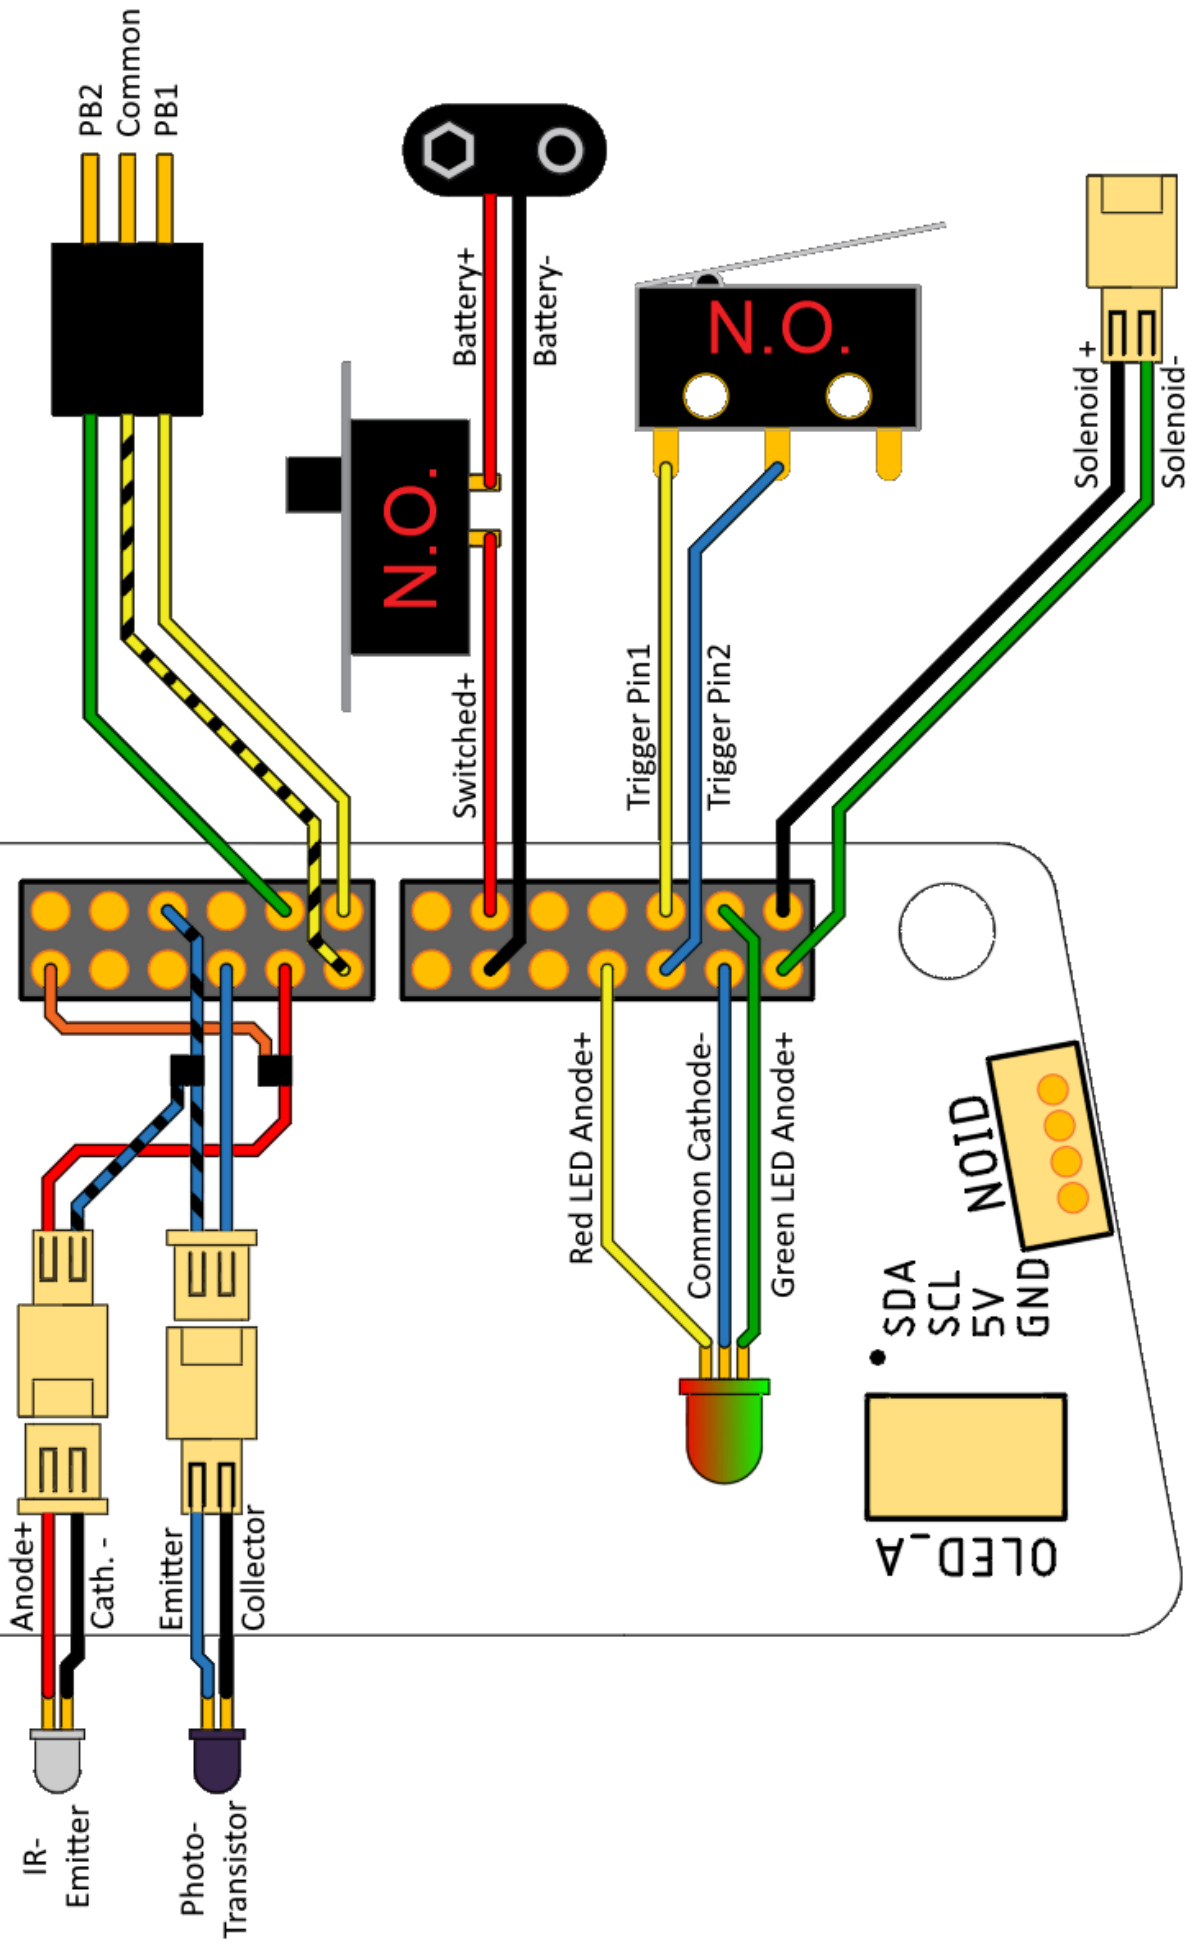 PB2
Common
PB1
Battery+
Battery-
N.O.
N.O.
Switched+
Trigger Pin1
Trigger Pin2
Solenoid +
Solenoid-
Red LED Anode+
Common Cathode-
Green LED Anode+
NOID
SDA
SCL
5V
GND
OLED_A
Anode+
Cath. -
Emitter
Collector
IR-
Emitter
Photo-
Transistor